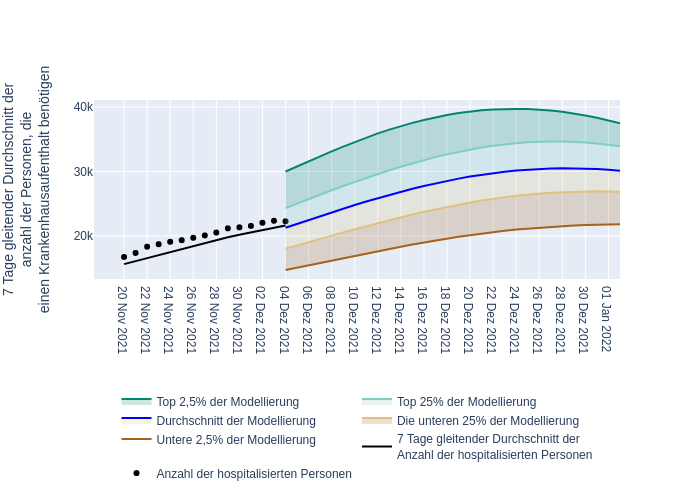 7 Tage gleitender Durchschnitt der
anzahl der Personen, die
einen Krankenhausaufenthalt benötigen
40k
30k
20k
20 Nov 2021
22 Nov 2021
24 Nov 2021
26 Nov 2021
28 Nov 2021
30 Nov 2021
02 Dez 2021
04 Dez 2021
06 Dez 2021
08 Dez 2021
10 Dez 2021
12 Dez 2021
14 Dez 2021
16 Dez 2021
18 Dez 2021
20 Dez 2021
22 Dez 2021
24 Dez 2021
26 Dez 2021
28 Dez 2021
30 Dez 2021
01 Jan 2022
Top 2,5% der Modellierung
Top 25% der Modellierung
Durchschnitt der Modellierung
Die unteren 25% der Modellierung
Untere 2,5% der Modellierung
7 Tage gleitender Durchschnitt der
Anzahl der hospitalisierten Personen
Anzahl der hospitalisierten Personen